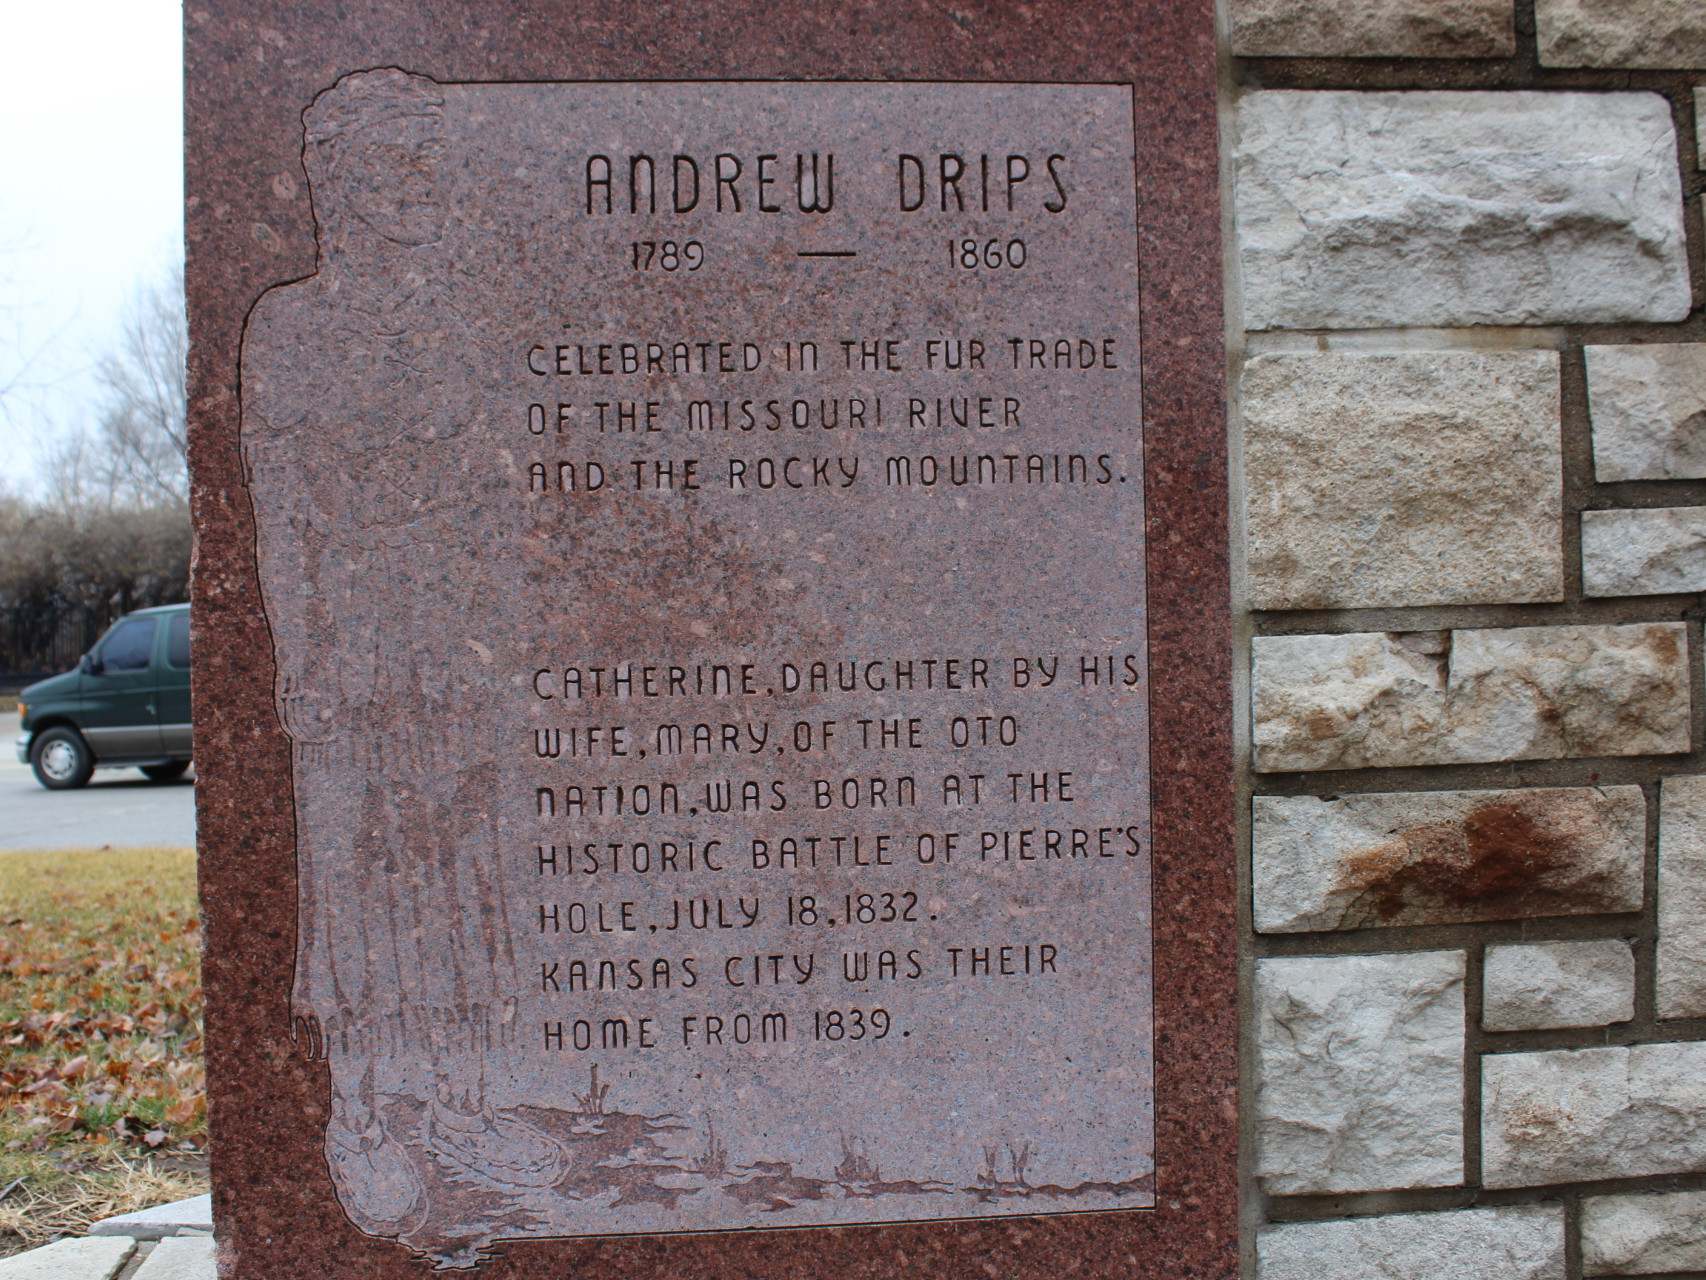 ANDREW DRIPS
1789 — 1860
CELEBRATED IN THE FUR TRADE
OF THE MISSOURI RIVER
AND THE ROCKY MOUNTAINS.
CATHERINE, DAUGHTER BY HIS
WIFE, MARY, OF THE OTO
NATION, WAS BORN AT THE
HISTORIC BATTLE OF PIERRE'S
HOLE, JULY 18, 1832.
KANSAS CITY WAS THEIR
HOME FROM 1839.